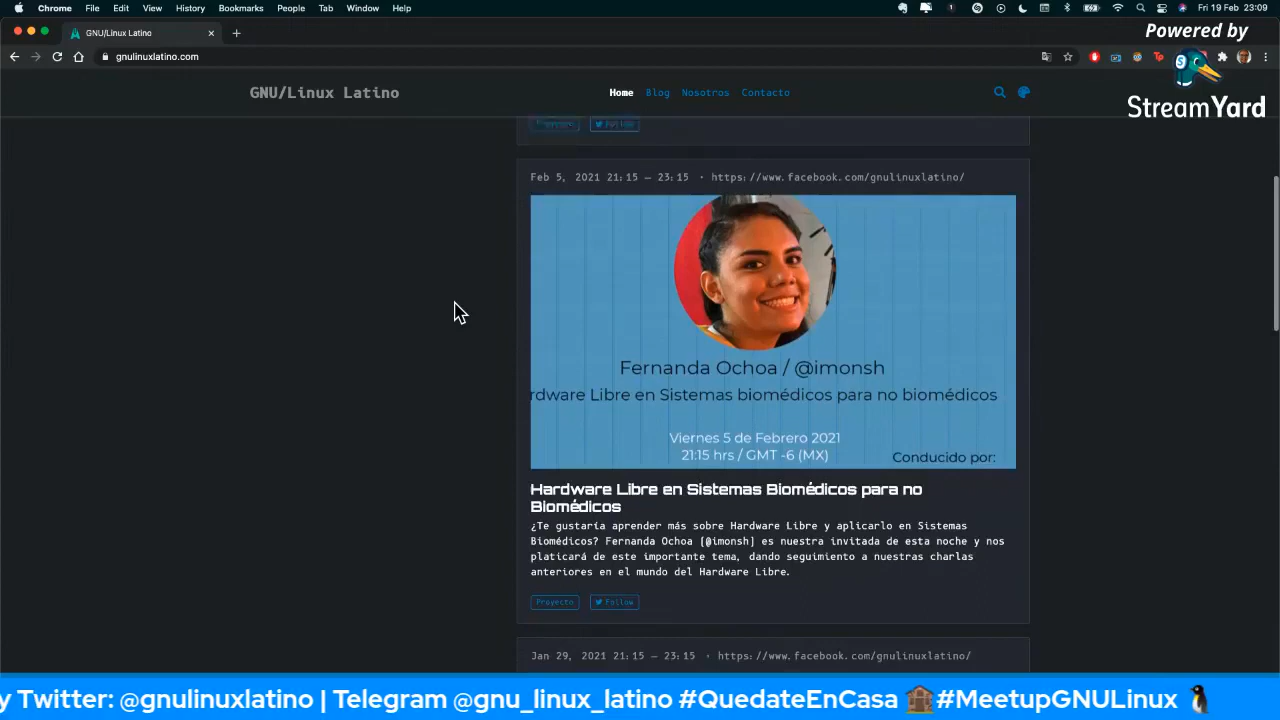 Chrome File Edit View History Bookmarks People Tab Window Help
Fri 19 Feb 23:09
GNU/Linux Latino
Powered by
gnulinuxlatino.com
StreamYard
GNU/Linux Latino
Home Blog Nosotros Contacto
Proyecto Follow
Feb 5, 2021 21:15 – 23:15 · https://www.facebook.com/gnulinuxlatino/
Fernanda Ochoa / @imonsh
rdware Libre en Sistemas biomédicos para no biomédicos
Viernes 5 de Febrero 2021
21:15 hrs / GMT -6 (MX)
Conducido por:
Hardware Libre en Sistemas Biomédicos para no
Biomédicos
¿Te gustaría aprender más sobre Hardware Libre y aplicarlo en Sistemas
Biomédicos? Fernanda Ochoa [@imonsh] es nuestra invitada de esta noche y nos
platicará de este importante tema, dando seguimiento a nuestras charlas
anteriores en el mundo del Hardware Libre.
Proyecto Follow
Jan 29, 2021 21:15 – 23:15 · https://www.facebook.com/gnulinuxlatino/
y Twitter: @gnulinuxlatino | Telegram @gnu_linux_latino #QuedateEnCasa 🏚️#MeetupGNULinux 🐧